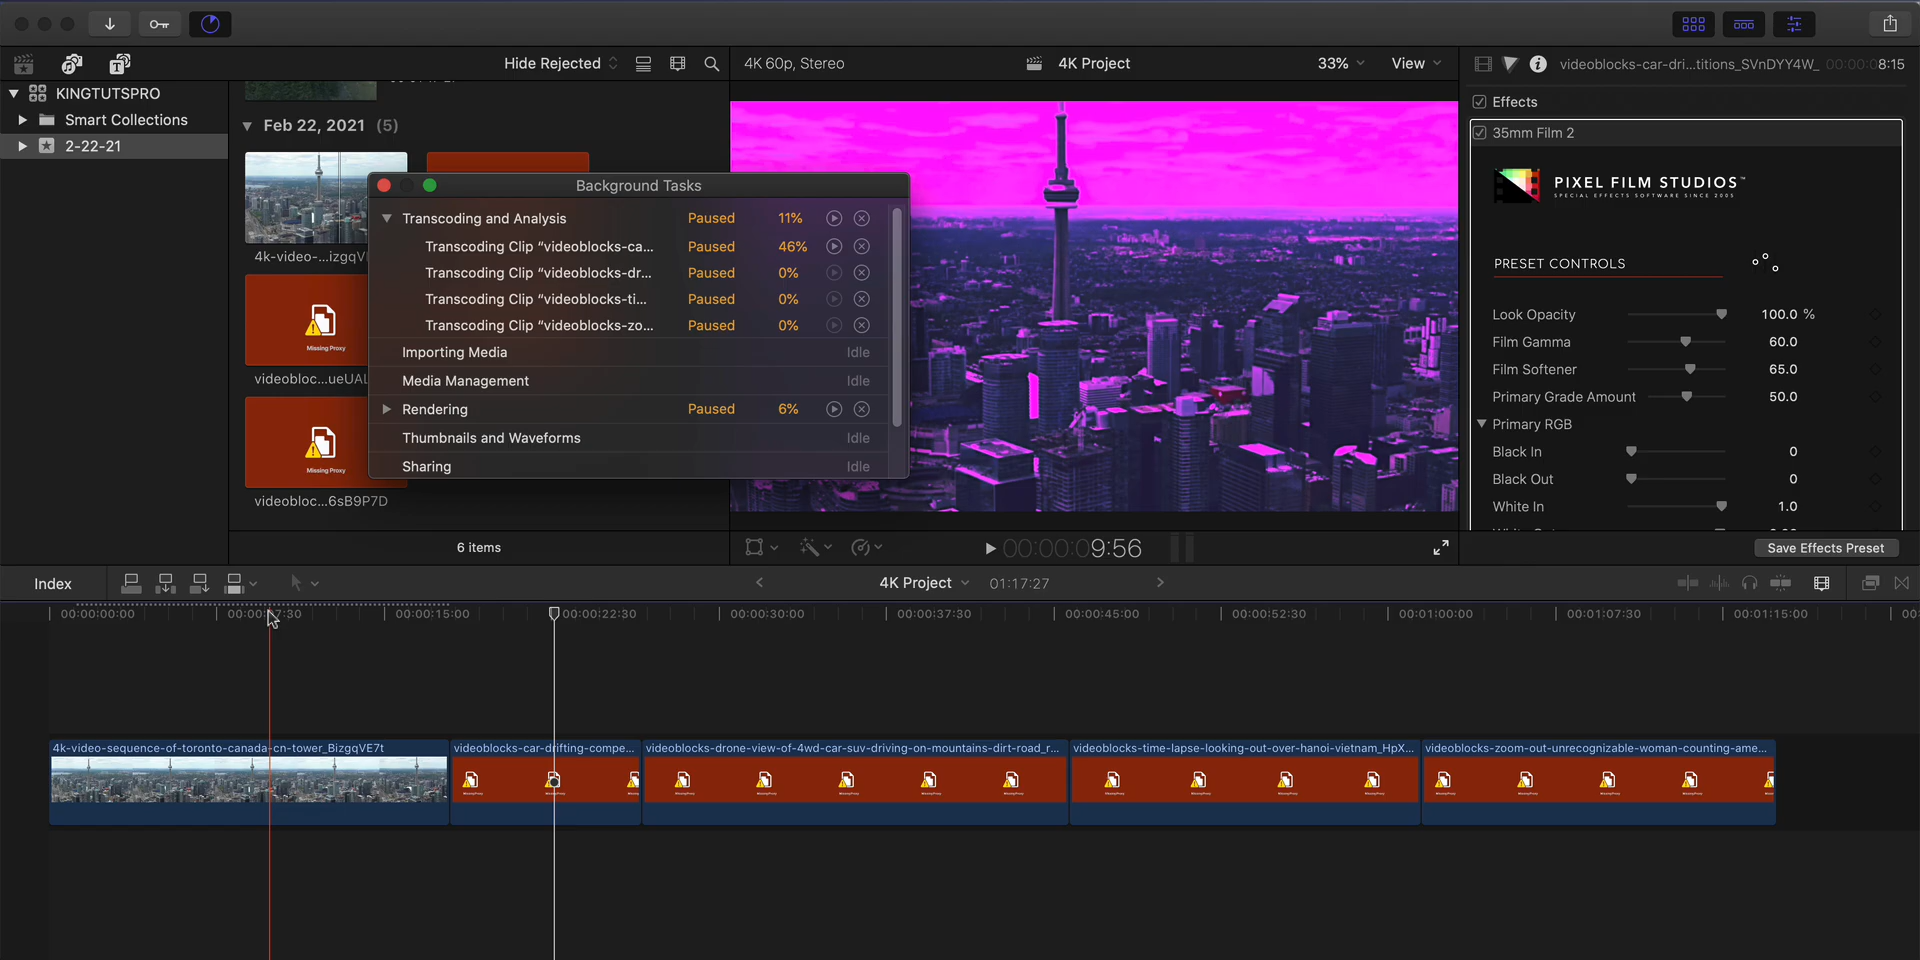 Hide Rejected
4K 60p, Stereo
4K Project
33%
View
videoblocks-car-dri...titions_SVnDYY4W_
00:00:08:15
KINGTUTSPRO
Smart Collections
2-22-21
Feb 22, 2021 (5)
4k-video-...izgqV
Missing Proxy
videobloc...ueUAL
Missing Proxy
videobloc...6sB9P7D
6 items
Background Tasks
Transcoding and Analysis Paused 11%
Transcoding Clip “videoblocks-ca... Paused 46%
Transcoding Clip “videoblocks-dr... Paused 0%
Transcoding Clip “videoblocks-ti... Paused 0%
Transcoding Clip “videoblocks-zo... Paused 0%
Importing Media Idle
Media Management Idle
Rendering Paused 6%
Thumbnails and Waveforms Idle
Sharing Idle
00:00:09:56
Effects
35mm Film 2
PIXEL FILM STUDIOS™
SPECIAL EFFECTS SOFTWARE SINCE 2005
PRESET CONTROLS
Look Opacity 100.0 %
Film Gamma 60.0
Film Softener 65.0
Primary Grade Amount 50.0
Primary RGB
Black In 0
Black Out 0
White In 1.0
Save Effects Preset
Index
4K Project
01:17:27
00:00:00:00
00:00:07:30
00:00:15:00
00:00:22:30
00:00:30:00
00:00:37:30
00:00:45:00
00:00:52:30
00:01:00:00
00:01:07:30
00:01:15:00
00:
4k-video-sequence-of-toronto-canada-cn-tower_BizgqVE7t
videoblocks-car-drifting-compe...
videoblocks-drone-view-of-4wd-car-suv-driving-on-mountains-dirt-road_r...
videoblocks-time-lapse-looking-out-over-hanoi-vietnam_HpX...
videoblocks-zoom-out-unrecognizable-woman-counting-ame...